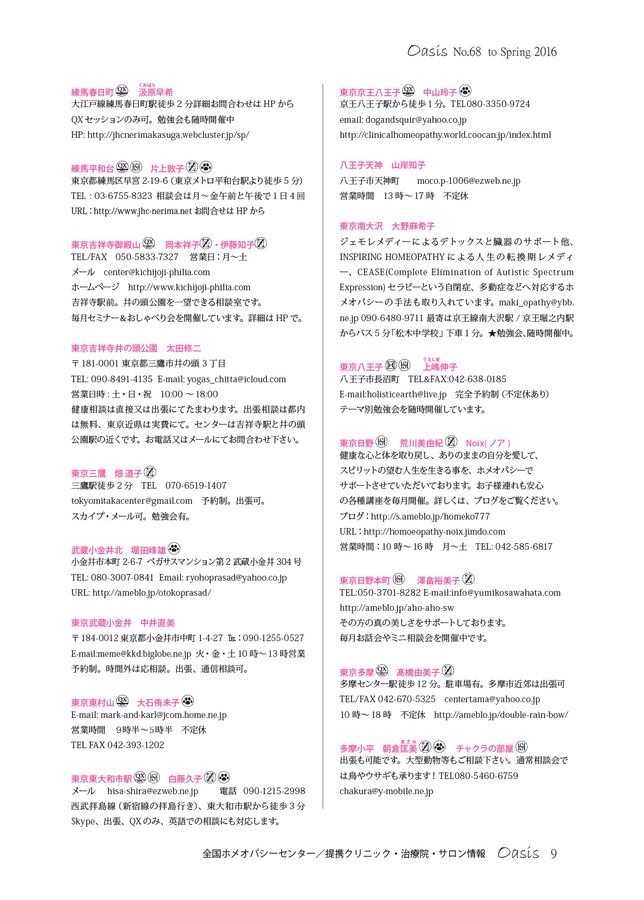 Oasis No.68 to Spring 2016
練馬春日町 QX 汲原早希
くみはら
大江戸線練馬春日町駅徒歩2分詳細お問合わせはHPから
QXセッションのみ可。勉強会も随時開催中
HP: http://jhcnerimakasuga.webcluster.jp/sp/
練馬平和台 QX 片上敦子
東京都練馬区早宮2-19-6（東京メトロ平和台駅より徒歩5分）
TEL：03-6755-8323 相談会は月～金午前と午後で1日4回
URL：http://www.jhc-nerima.net お問合せはHPから
東京吉祥寺御殿山 QX 岡本祥子・伊藤知子
TEL/FAX 050-5833-7327 営業日：月～土
メール center@kichijoji-philia.com
ホームページ http://www.kichijoji-philia.com
吉祥寺駅前。井の頭公園を一望できる相談室です。
毎月セミナー&おしゃべり会を開催しています。詳細はHPで。
東京吉祥寺井の頭公園 太田修二
〒181-0001 東京都三鷹市井の頭3丁目
TEL: 090-8491-4135 E-mail: yogas_chitta@icloud.com
営業日時：土・日・祝 10:00 ～ 18:00
健康相談は直接又は出張にてたまわります。出張相談は都内
は無料、東京近県は実費にて。センターは吉祥寺駅と井の頭
公園駅の近くです。お電話又はメールにてお問合わせ下さい。
東京三鷹 畑 道子
三鷹駅徒歩2分 TEL 070-6519-1407
tokyomitakacenter@gmail.com 予約制。出張可。
スカイプ・メール可。勉強会有。
武蔵小金井北 堀田峰雄
小金井市本町2-6-7 ペガサスマンション第2武蔵小金井304号
TEL: 080-3007-0841 Email: ryohoprasad@yahoo.co.jp
URL: http://ameblo.jp/otokoprasad/
東京武蔵小金井 中井直美
〒184-0012 東京都小金井市中町1-4-27 ℡：090-1255-0527
E-mail:meme@kkd.biglobe.ne.jp 火・金・土10時～13時営業
予約制。時間外は応相談。出張、通信相談可。
東京東村山 QX 大石侑未子
E-mail: mark-and-karl@jcom.home.ne.jp
営業時間 9時半～5時半 不定休
TEL FAX 042-393-1202
東京東大和市駅 QX 白藤久子
メール hisa-shira@ezweb.ne.jp 電話 090-1215-2998
西武拝島線（新宿線の拝島行き）、東大和市駅から徒歩3分
Skype、出張、QXのみ、英語での相談にも対応します。
東京京王八王子 QX 中山玲子
京王八王子駅から徒歩1分。TEL080-3350-9724
email: dogandsquir@yahoo.co.jp
http://clinicalhomeopathy.world.coocan.jp/index.html
八王子天神 山岸知子
八王子市天神町 moco.p-1006@ezweb.ne.jp
営業時間 13時～17時 不定休
東京南大沢 大野麻希子
ジェモレメディーによるデトックスと臓器のサポート他、
INSPIRING HOMEOPATHYによる人生の転換期レメディ
ー、CEASE(Complete Elimination of Autistic Spectrum
Expression)セラピーという自閉症、多動症などへ対応するホ
メオパシーの手法も取り入れています。maki_opathy@ybb.
ne.jp 090-6480-9711 最寄は京王線南大沢駅 / 京王堀之内駅
からバス5分「松木中学校」下車1分。★勉強会、随時開催中。
東京八王子 上嶋伸子
うえしま
八王子市長沼町 TEL&FAX:042-638-0185
E-mail:holisticearth@live.jp 完全予約制（不定休あり）
テーマ別勉強会を随時開催しています。
東京日野 荒川美由紀 Noix(ノア)
健康な心と体を取り戻し、ありのままの自分を愛して、
スピリットの望む人生を生きる事を、ホメオパシーで
サポートさせていただいております。お子様連れも安心
の各種講座を毎月開催。詳しくは、ブログをご覧ください。
ブログ：http://s.ameblo.jp/homeko777
URL：http://homoeopathy-noix.jimdo.com
営業時間：10時～16時 月～土 TEL: 042-585-6817
東京日野本町 澤畠裕美子
TEL:050-3701-8282 E-mail:info@yumikosawahata.com
http://ameblo.jp/aho-aho-sw
その方の真の美しさをサポートしております。
毎月お話会やミニ相談会を開催中です。
東京多摩 QX 髙橋由美子
多摩センター駅徒歩12分。駐車場有。多摩市近郊は出張可
TEL/FAX 042-670-5325 centertama@yahoo.co.jp
10時～18時 不定休 http://ameblo.jp/double-rain-bow/
多摩小平 朝倉匡美 チャクラの部屋
まさみ
出張も可能です。大型動物等もご相談下さい。通常相談会で
は鳥やウサギも承ります！TEL080-5460-6759
chakura@y-mobile.ne.jp
全国ホメオパシーセンター／提携クリニック・治療院・サロン情報 Oasis 9